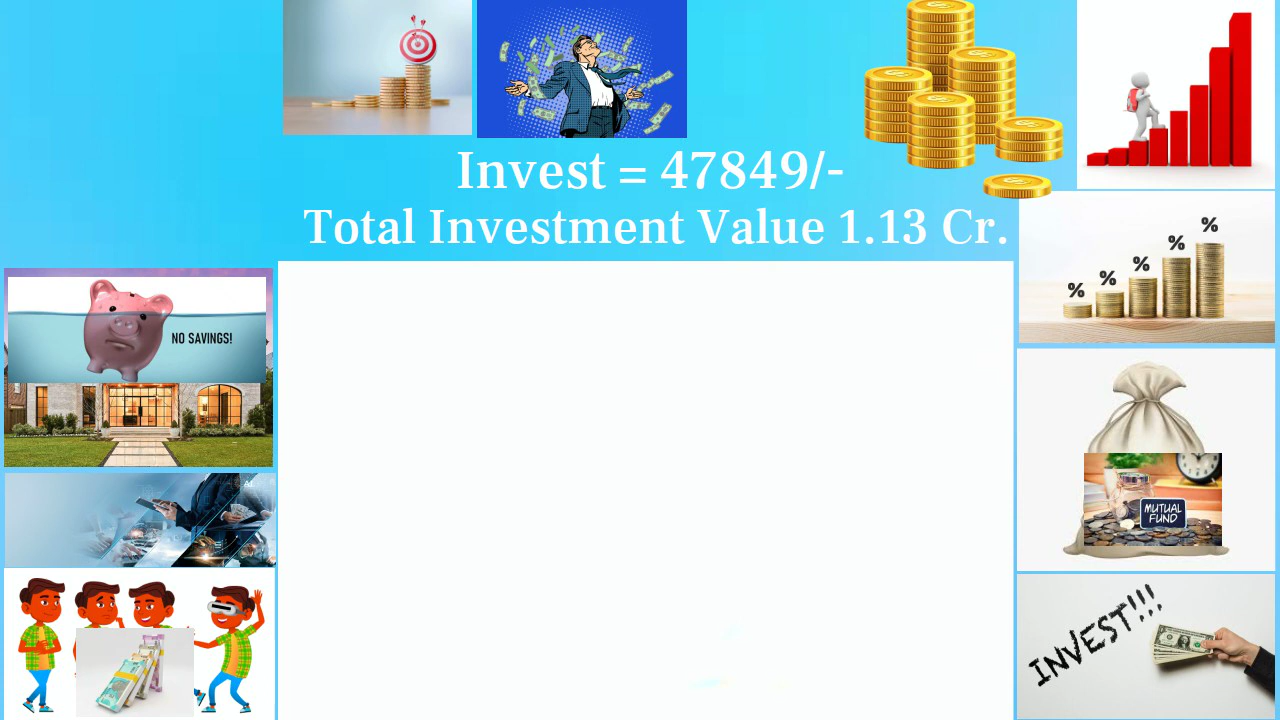 Invest = 47849/-
Total Investment Value 1.13 Cr.
% % % % %
NO SAVINGS!
MUTUAL
FUND
INVEST!!!